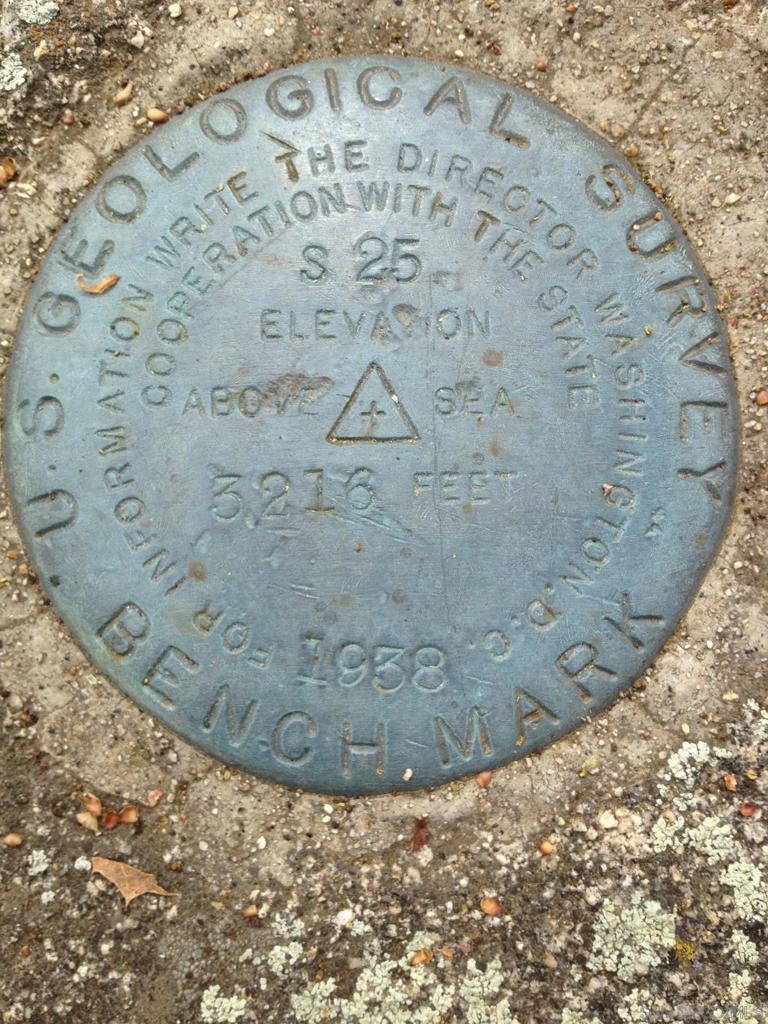 U.S. GEOLOGICAL SURVEY
FOR INFORMATION WRITE THE DIRECTOR WASHINGTON.D.C.
COOPERATION WITH THE STATE
S 25
ELEVATION
ABOVE SEA
3216 FEET
1938
BENCH MARK